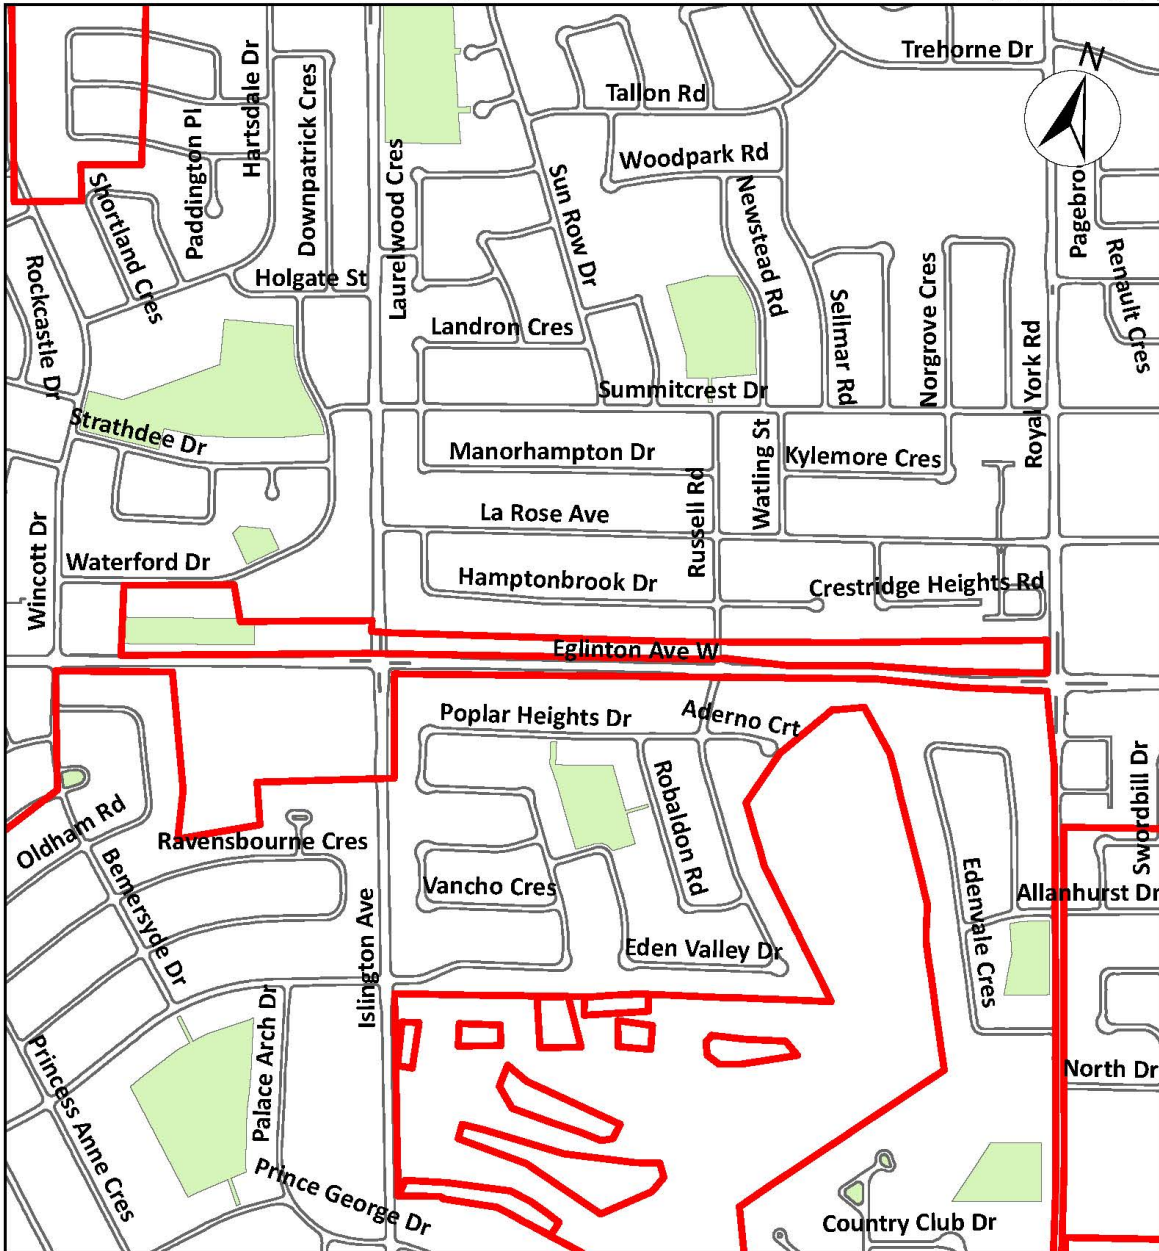 Trehorne Dr
N
Tallon Rd
Hartsdale Dr
Downpatrick Cres
Paddington Pl
Woodpark Rd
Laurelwood Cres
Shortland Cres
Sun Row Dr
Newstead Rd
Renault Cres
Holgate St
Rockcastle Dr
Sellmar Rd
Norgrove Cres
Royal York Rd
Landron Cres
Summitcrest Dr
Strathdee Dr
Manorhampton Dr
Watling St
Kylemore Cres
Russell Rd
La Rose Ave
Wincott Dr
Waterford Dr
Hamptonbrook Dr
Crestridge Heights Rd
Eglinton Ave W
Poplar Heights Dr
Aderno Crt
Swordbill Dr
Robaldon Rd
Oldham Rd
Ravensbourne Cres
Bemersyde Dr
Vancho Cres
Edenvale Cres
Allanhurst Dr
Islington Ave
Eden Valley Dr
Palace Arch Dr
Princess Anne Cres
North Dr
Prince George Dr
Country Club Dr